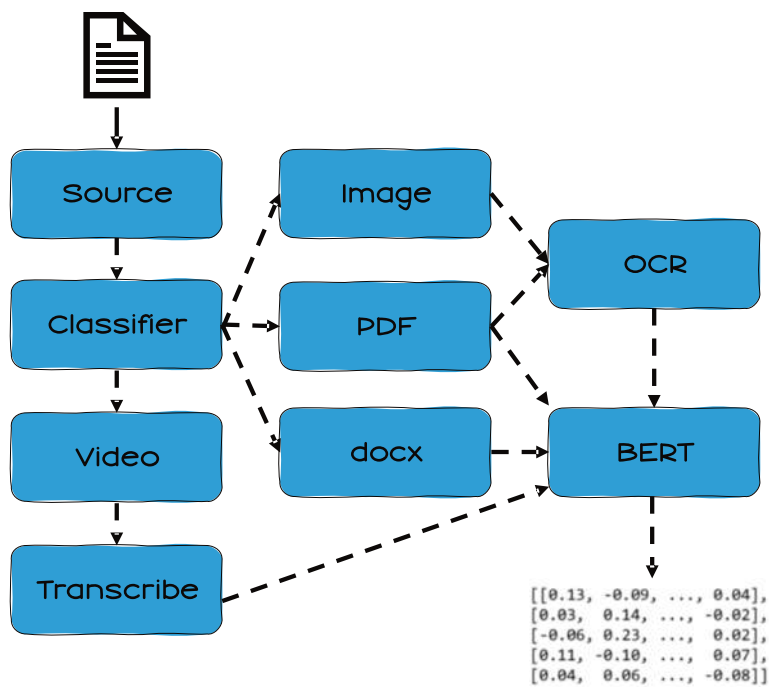 Source
Image
OCR
Classifier
PDF
Video
docx
BERT
Transcribe
[[0.13, -0.09, ..., 0.04],
[0.03, 0.14, ..., -0.02],
[-0.06, 0.23, ..., 0.02],
[0.11, -0.10, ..., 0.07],
[0.04, 0.06, ..., -0.08]]